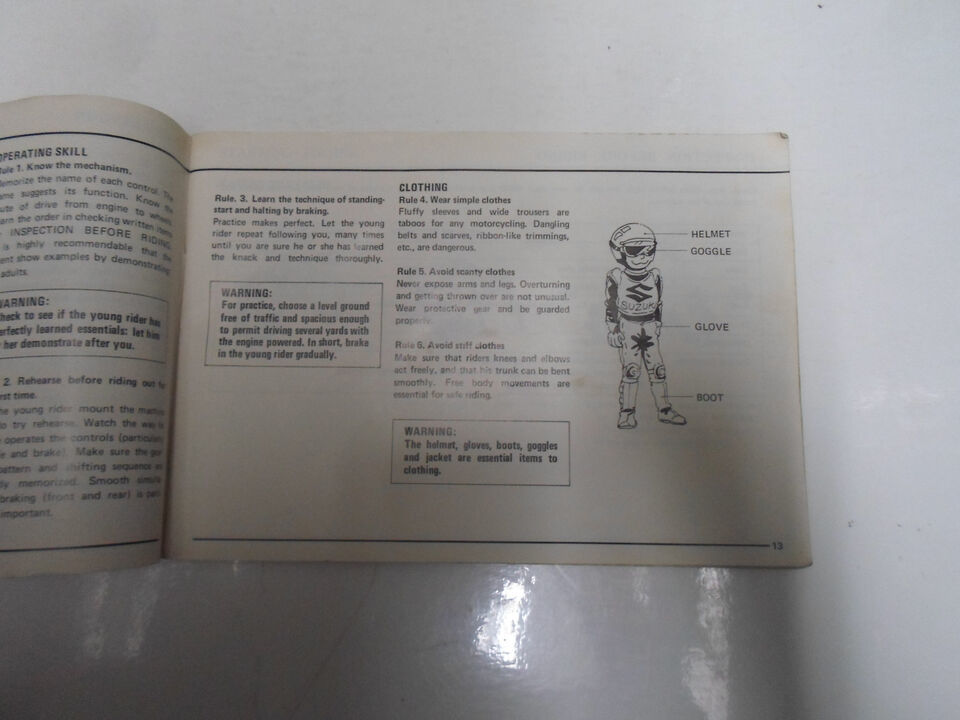 OPERATING SKILL
Rule 1. Know the mechanism.
Memorize the name of each control. The
name suggests its function. Know the
route of drive from engine to wheels
Learn the order in checking written items
INSPECTION BEFORE RIDING.
is highly recommendable that the
show examples by demonstrating
adults.
WARNING:
Check to see if the young rider has
perfectly learned essentials: let him
her demonstrate after you.
2. Rehearse before riding out
first time.
young rider mount the machine
to try rehearse. Watch the way
operates the controls
and brake). Make sure the gear
pattern and shifting sequence
memorized. Smooth
braking (front and rear) is
important.
Rule. 3. Learn the technique of standing-
start and halting by braking.
Practice makes perfect. Let the young
rider repeat following you, many times
until you are sure he or she has learned
the knack and technique thoroughly.
WARNING:
For practice, choose a level ground
free of traffic and spacious enough
to permit driving several yards with
the engine powered. In short, brake
in the young rider gradually.
CLOTHING
Rule 4. Wear simple clothes
Fluffy sleeves and wide trousers are
taboos for any motorcycling. Dangling
belts and scarves, ribbon-like trimmings,
etc., are dangerous.
Rule 5. Avoid scanty clothes
Never expose arms and legs. Overturning
and getting thrown over are not unusual.
Wear protective gear and be guarded
properly.
Rule 6. Avoid stiff clothes
Make sure that riders knees and elbows
act freely, and that his trunk can be bent
smoothly. Free body movements are
essential for safe riding.
WARNING:
The helmet, gloves, boots, goggles
and jacket are essential items to
clothing.
HELMET
GOGGLE
SUZUKI
GLOVE
BOOT
13